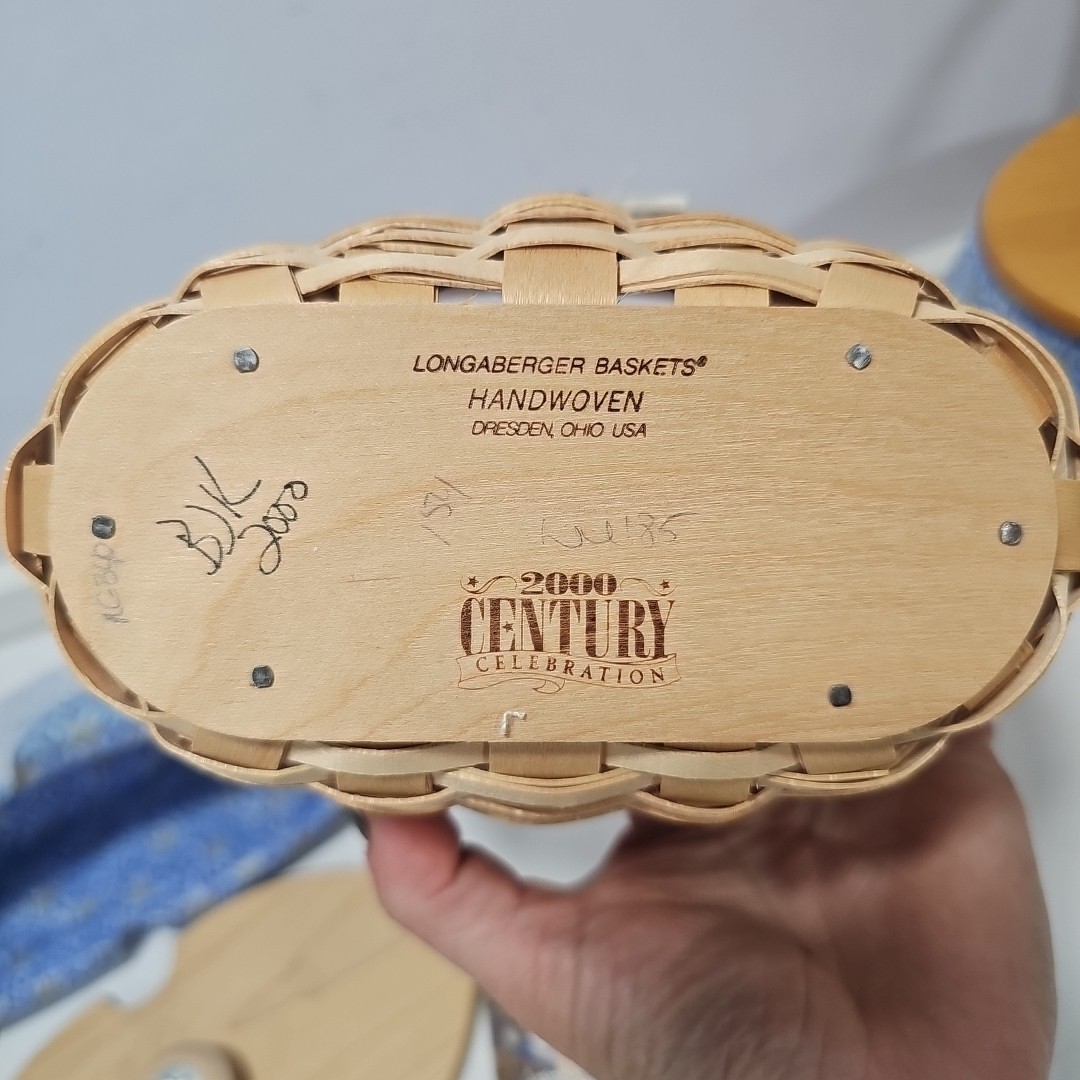 LONGABERGER BASKETS®
HANDWOVEN
DRESDEN, OHIO USA
BJK
2000
2000
CENTURY
CELEBRATION